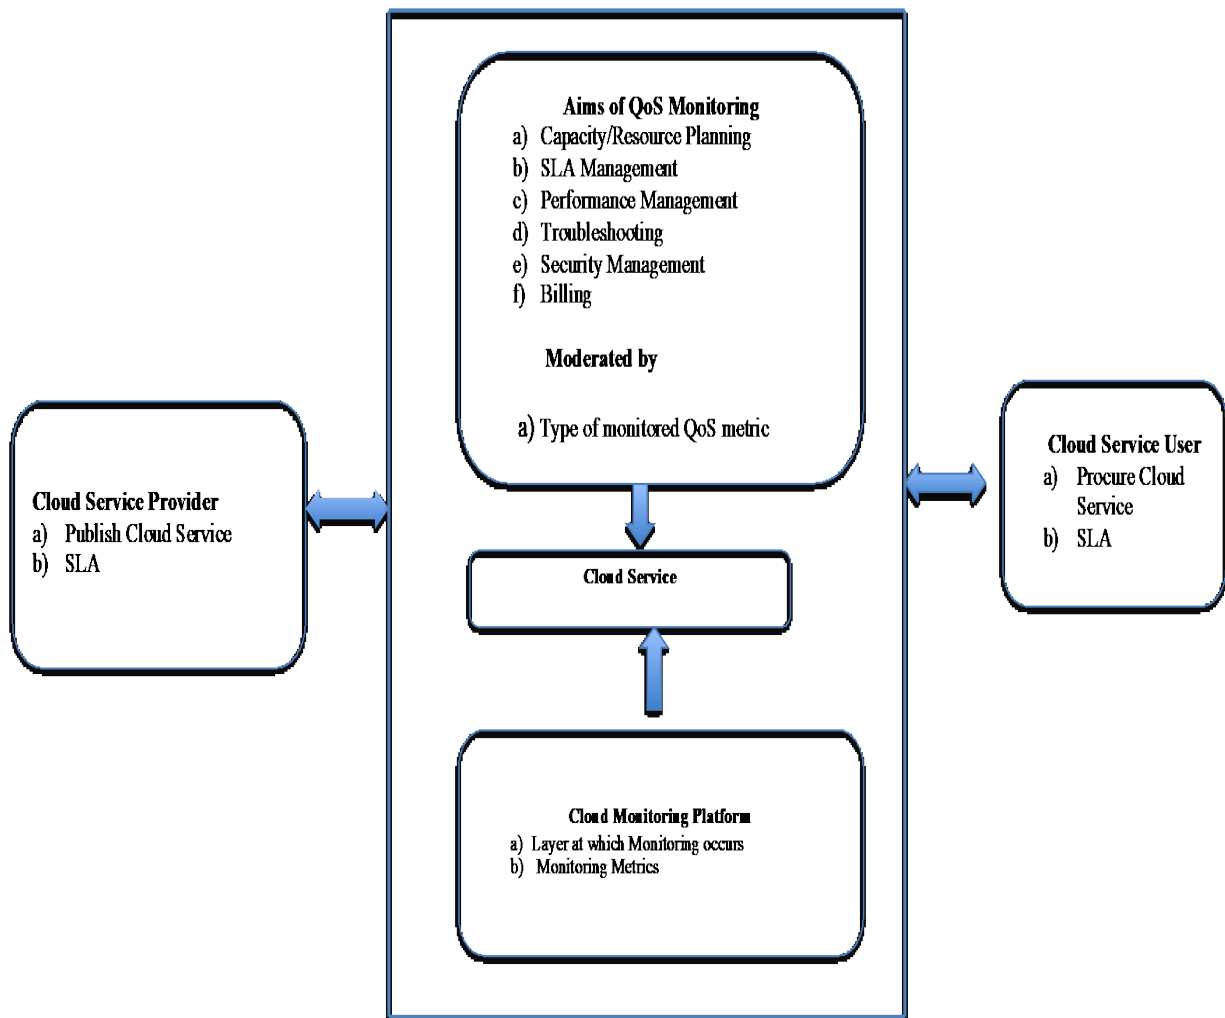 Aims of QoS Monitoring
a) Capacity/Resource Planning
b) SLA Management
c) Performance Management
d) Troubleshooting
e) Security Management
f) Billing
Moderated by
a) Type of monitored QoS metric
Cloud Service Provider
a) Publish Cloud Service
b) SLA
Cloud Service
Cloud Service User
a) Procure Cloud
Service
b) SLA
Cloud Monitoring Platform
a) Layer at which Monitoring occurs
b) Monitoring Metrics